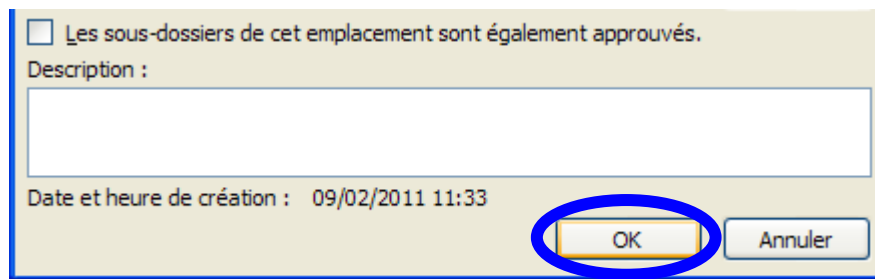 Les sous-dossiers de cet emplacement sont également approuvés.
Description :
Date et heure de création : 09/02/2011 11:33
OK Annuler